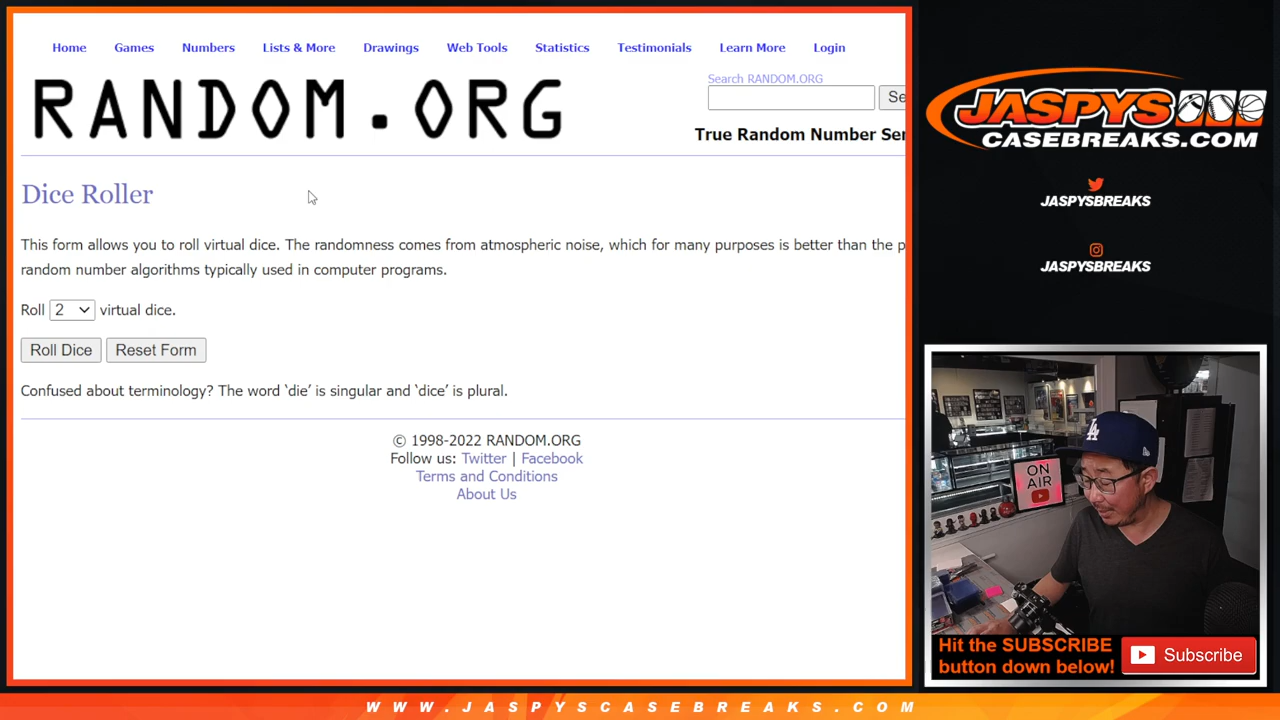 Home Games Numbers Lists & More Drawings Web Tools Statistics Testimonials Learn More Login
RANDOM.ORG
Search RANDOM.ORG
Se
True Random Number Ser
Dice Roller
This form allows you to roll virtual dice. The randomness comes from atmospheric noise, which for many purposes is better than the p
random number algorithms typically used in computer programs.
Roll 2 virtual dice.
Roll Dice Reset Form
Confused about terminology? The word ‘die’ is singular and ‘dice’ is plural.
© 1998-2022 RANDOM.ORG
Follow us: Twitter | Facebook
Terms and Conditions
About Us
JASPYS
CASEBREAKS.COM
JASPYSBREAKS
JASPYSBREAKS
LA
ON
AIR
Hit the SUBSCRIBE
button down below!
Subscribe
WWW.JASPYSCASEBREAKS.COM